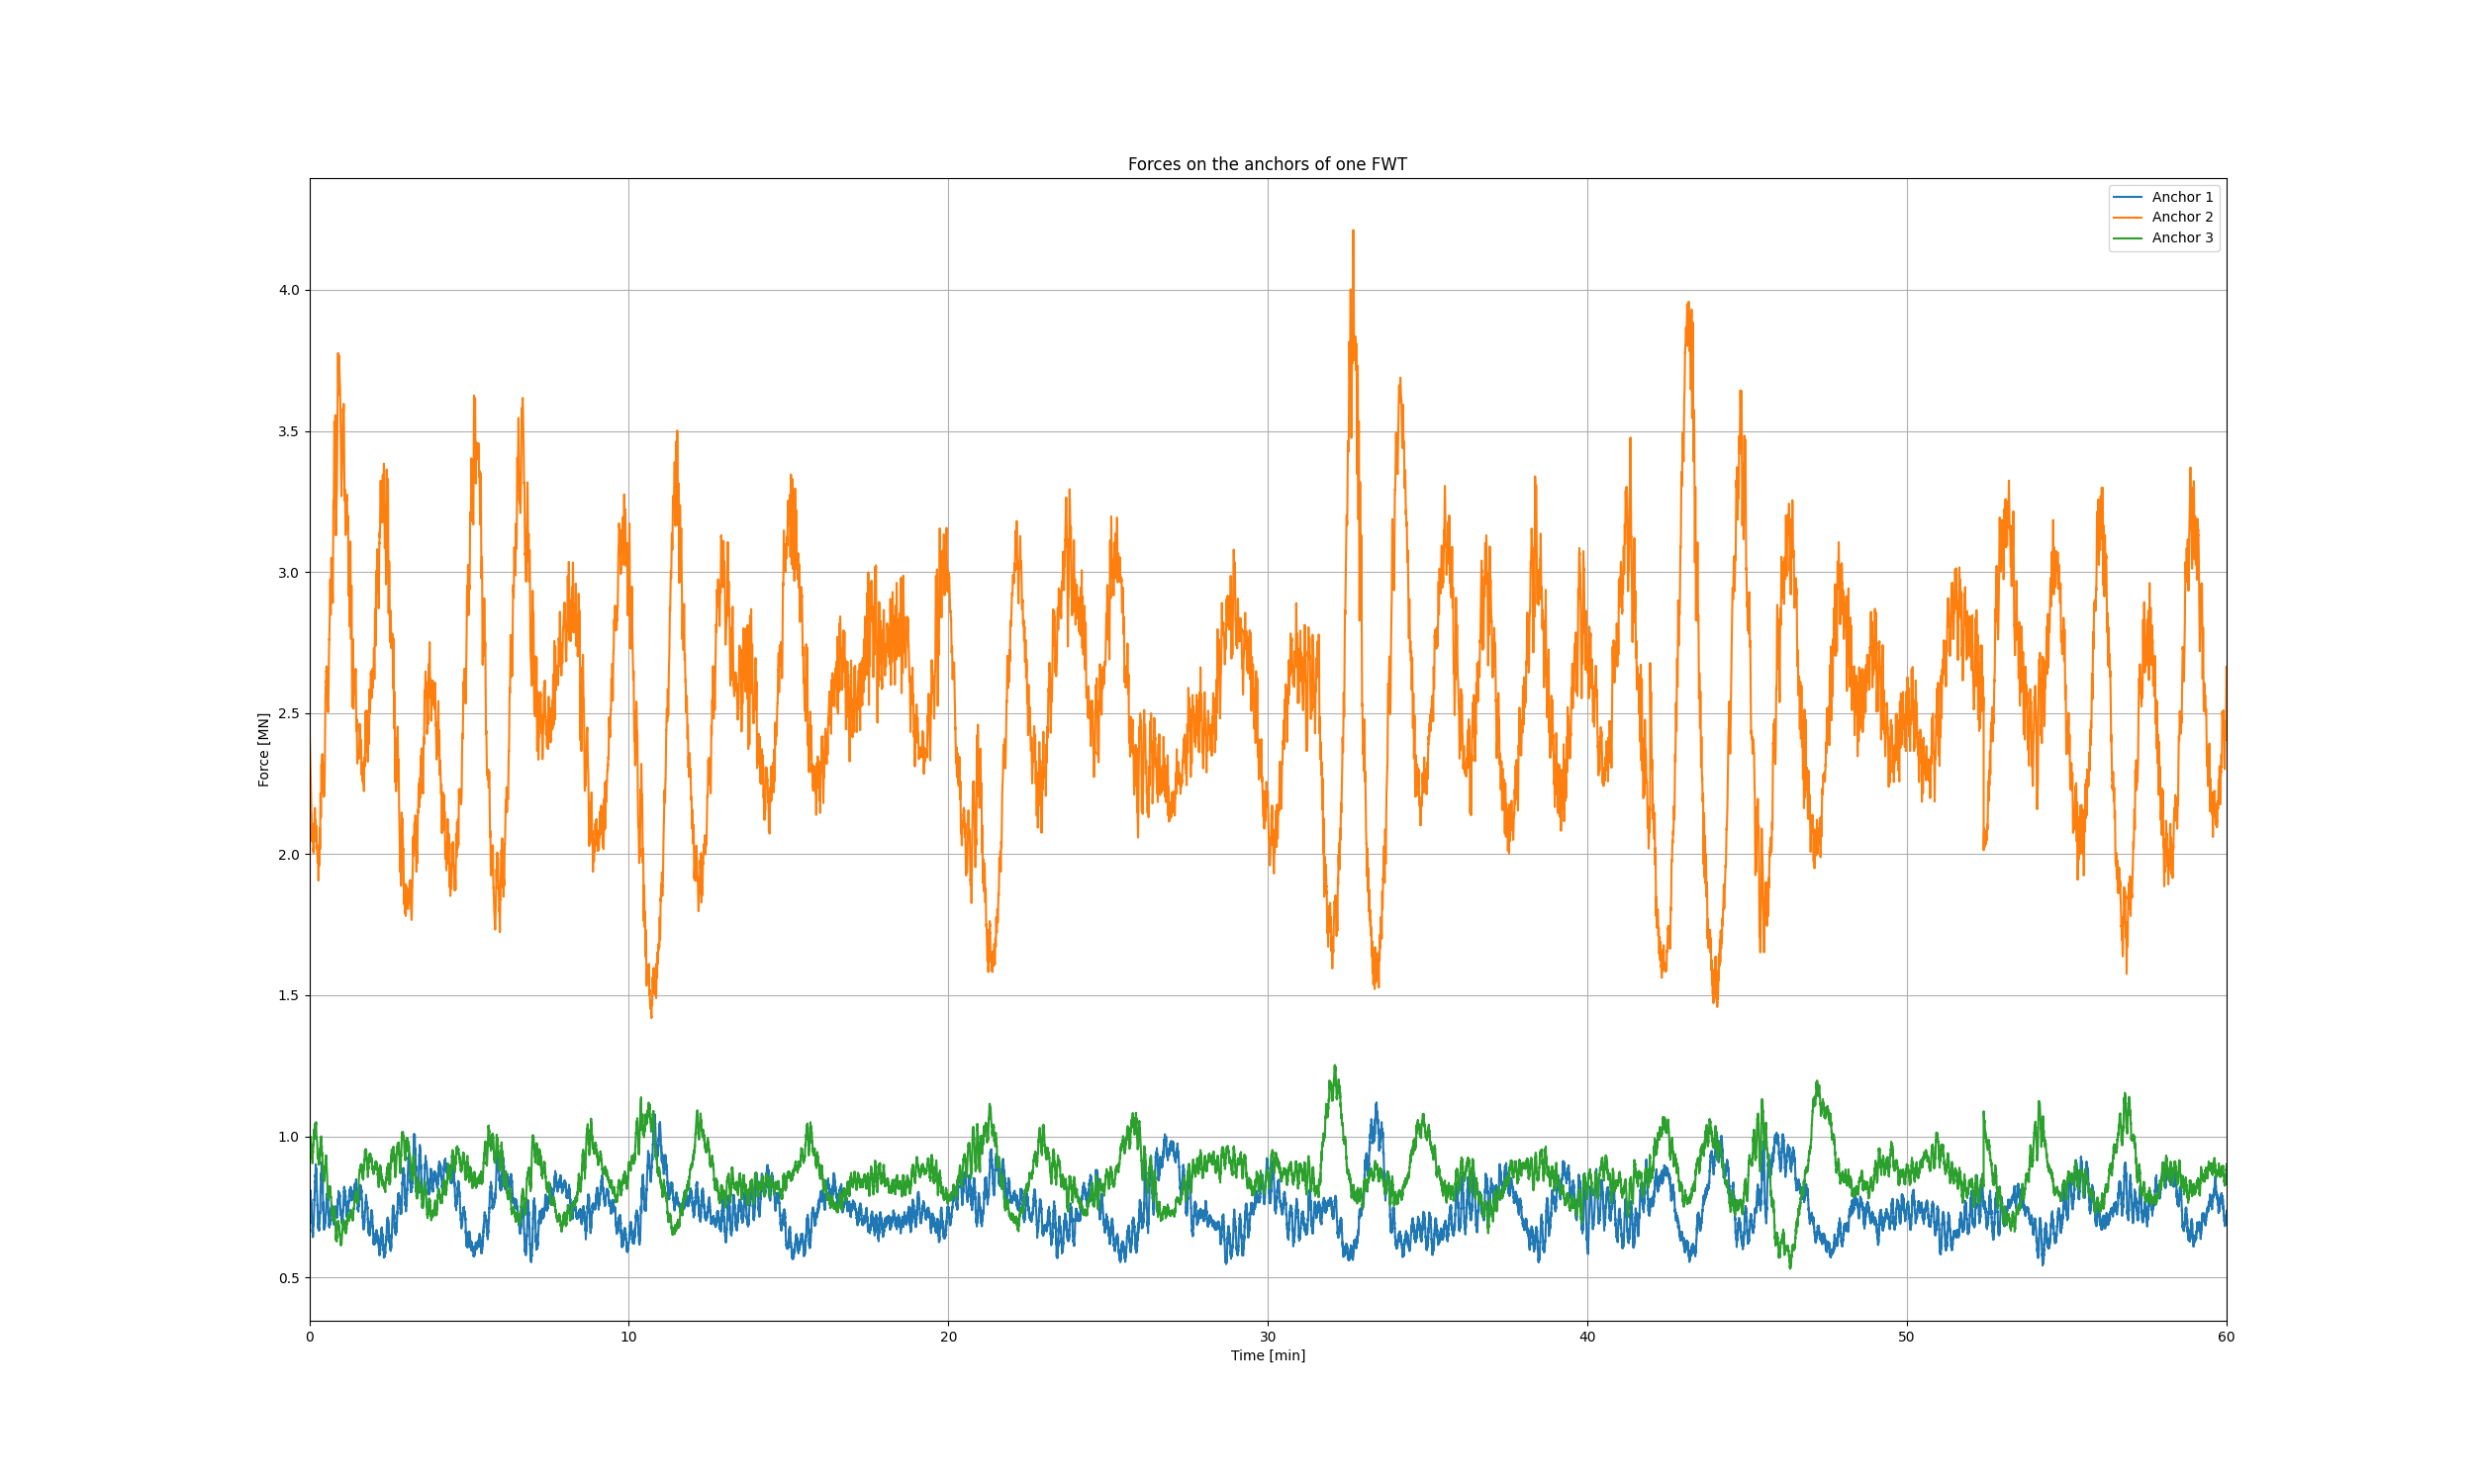 Forces on the anchors of one FWT
Anchor 1
Anchor 2
Anchor 3
Force [MN]
4.0
3.5
3.0
2.5
2.0
1.5
1.0
0.5
0 10 20 30 40 50 60
Time [min]